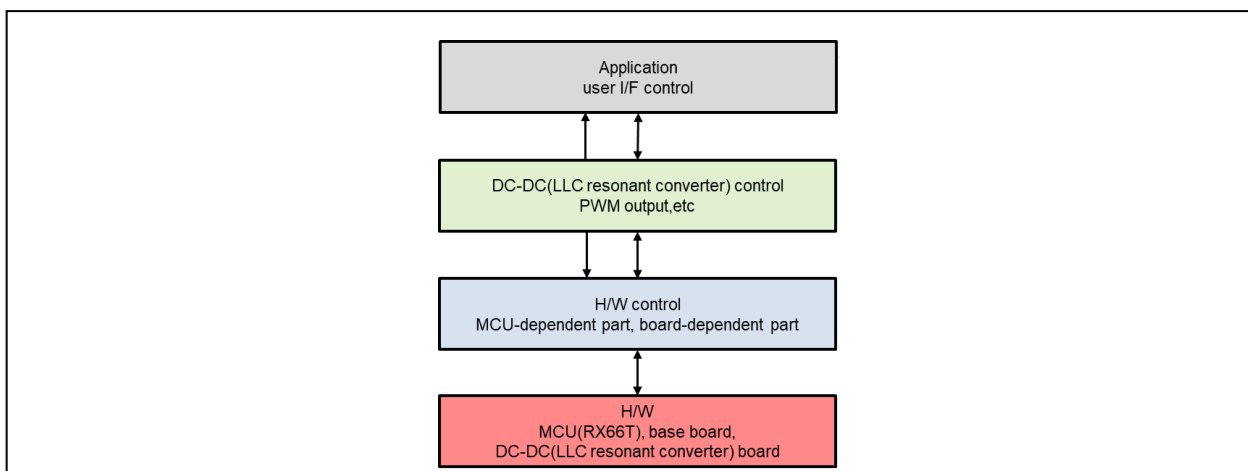 Application
user I/F control
DC-DC(LLC resonant converter) control
PWM output,etc
H/W control
MCU-dependent part, board-dependent part
H/W
MCU(RX66T), base board,
DC-DC(LLC resonant converter) board